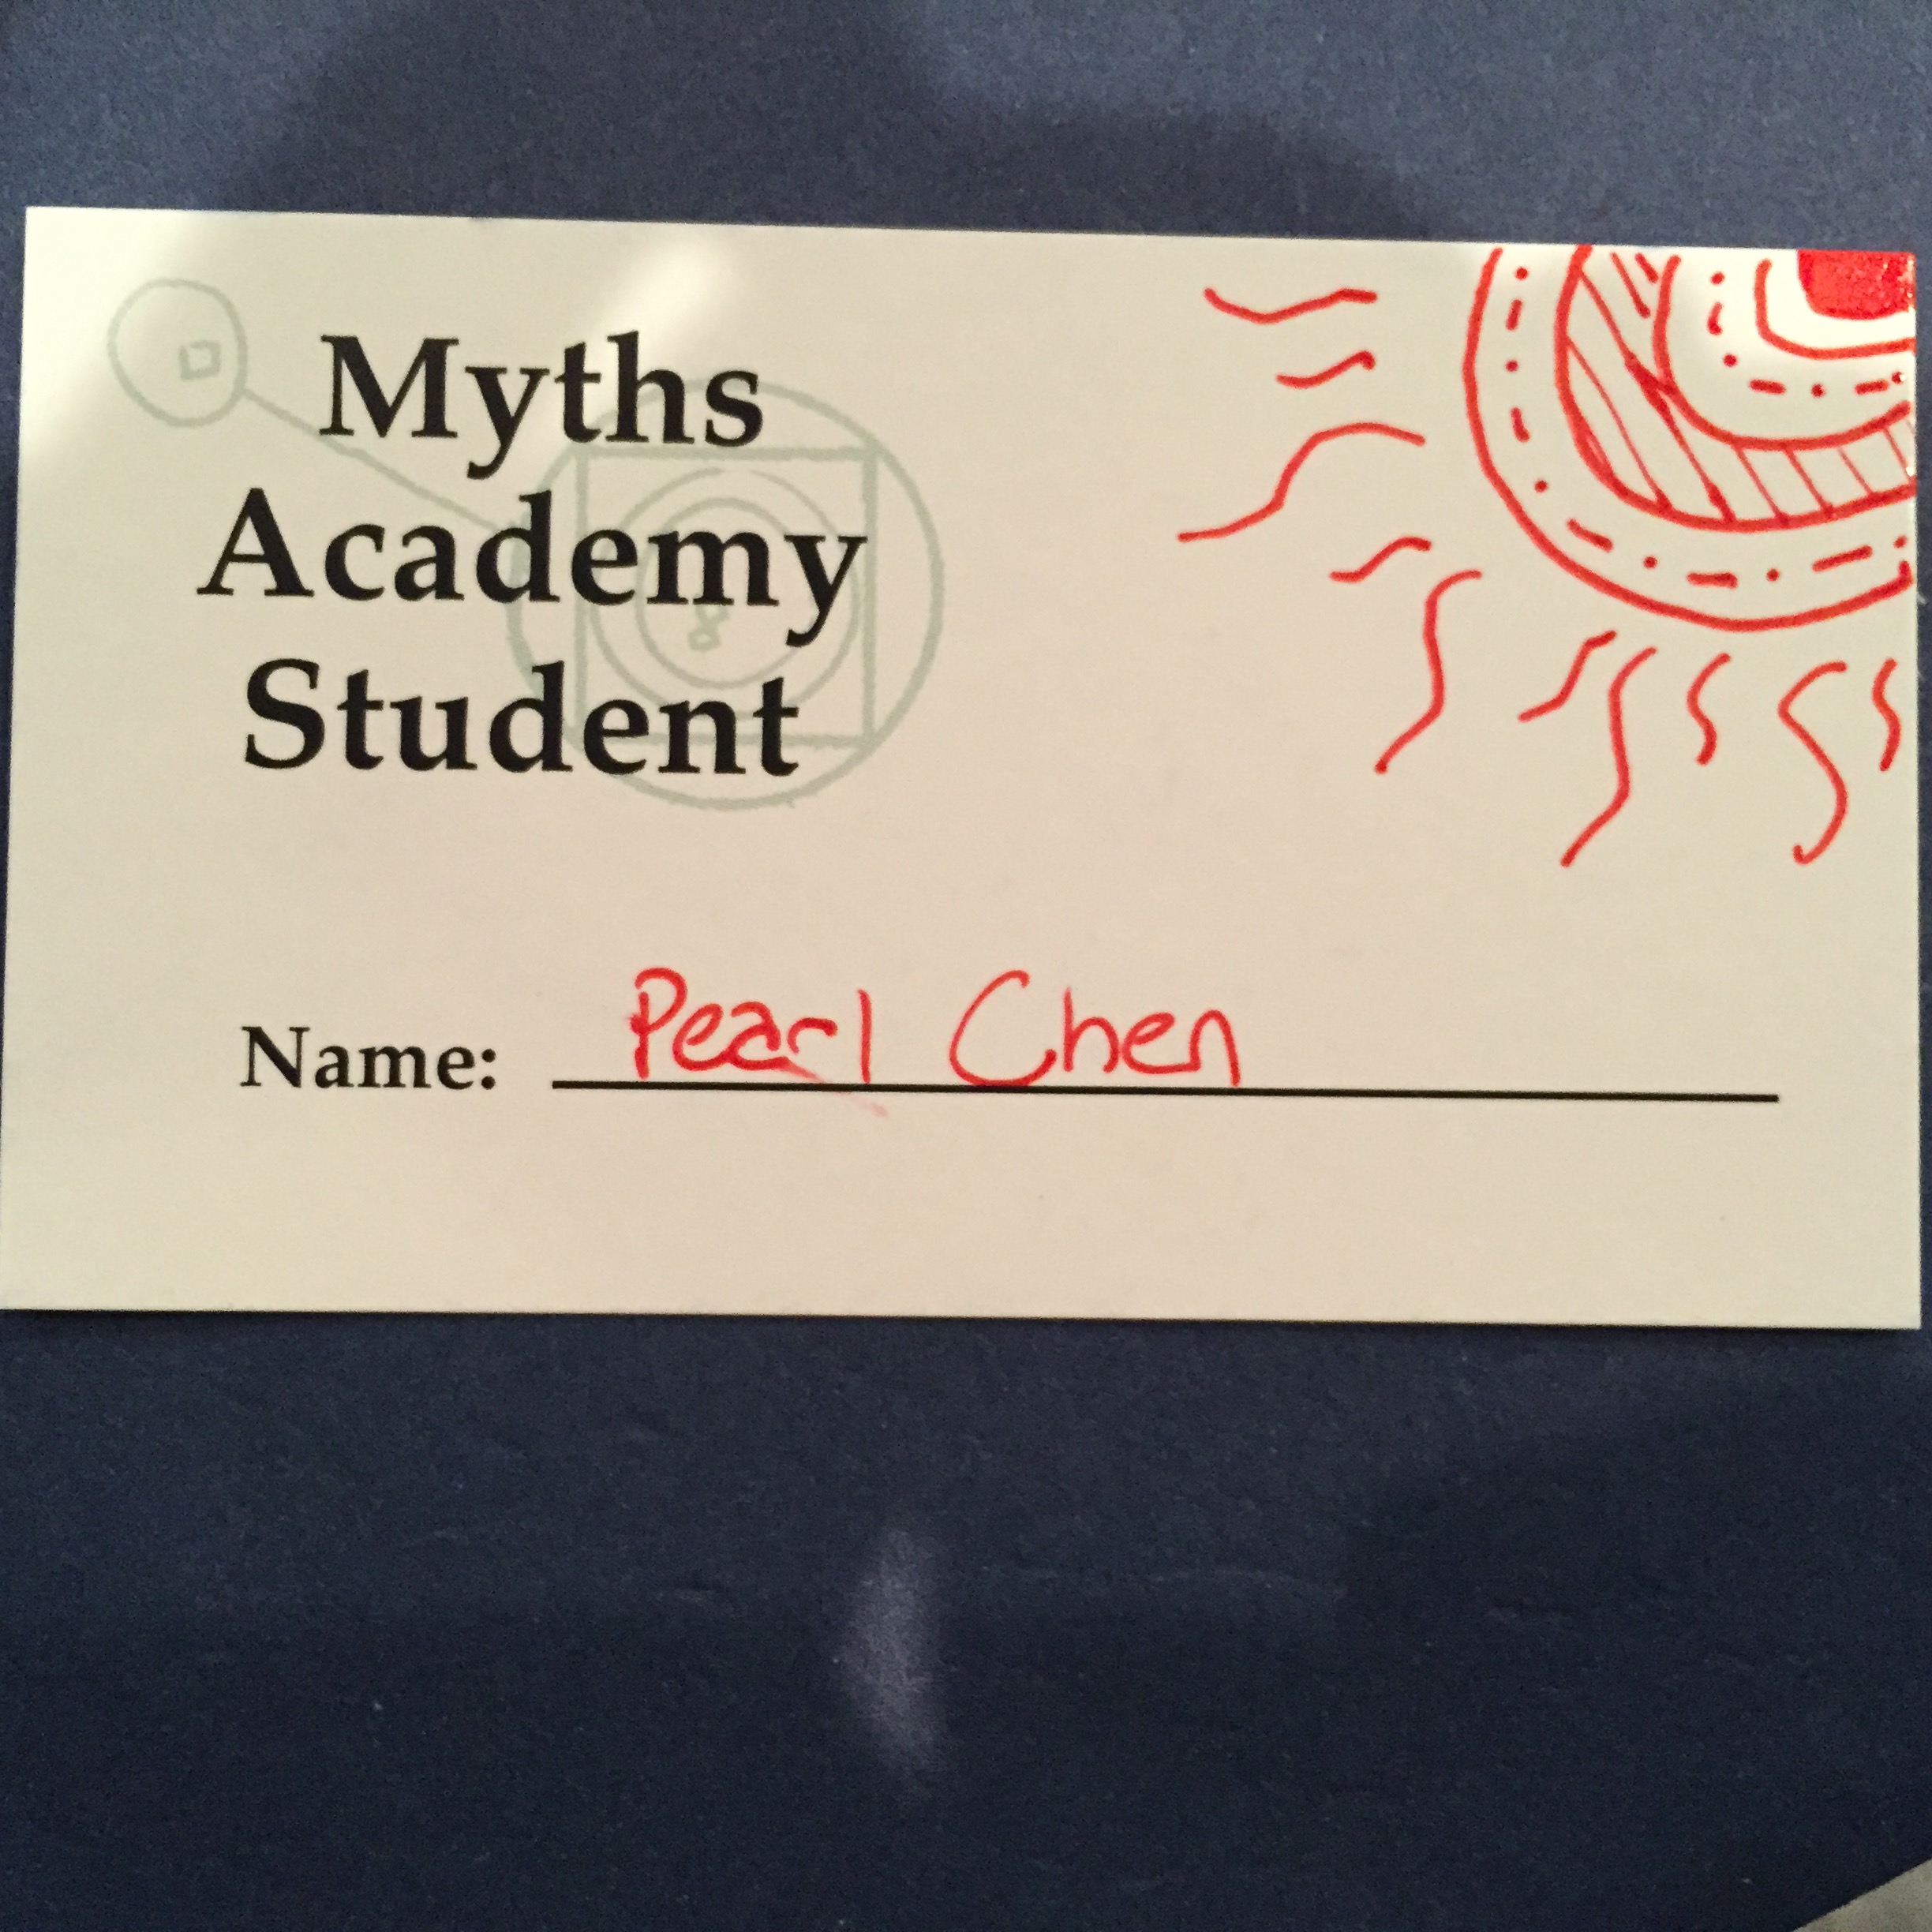 Myths
Academy
Student
Name: Pearl Chen